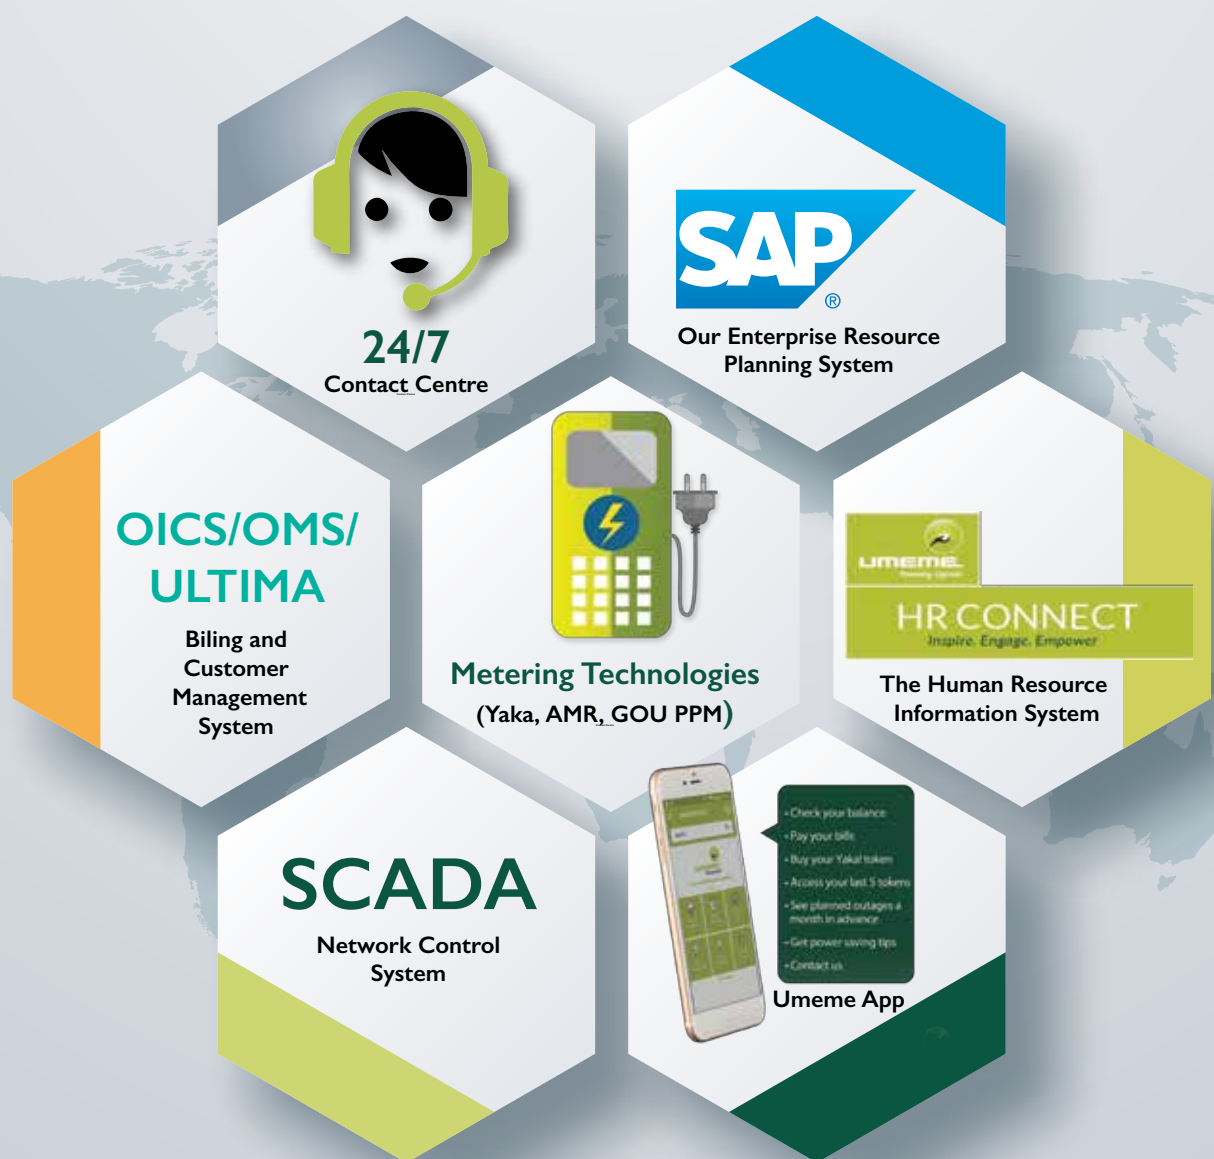 24/7
Contact Centre
SAP
®
Our Enterprise Resource
Planning System
OICS/OMS/
ULTIMA
Biling and
Customer
Management
System
Metering Technologies
(Yaka, AMR, GOU PPM)
UMEME
HR CONNECT
Inspire. Engage. Empower
The Human Resource
Information System
SCADA
Network Control
System
• Check your balance
• Pay your bills
• Buy your Yaka! token
• Access your last 5 tokens
• See planned outages a
month in advance
• Get power saving tips
• Contact us
Umeme App